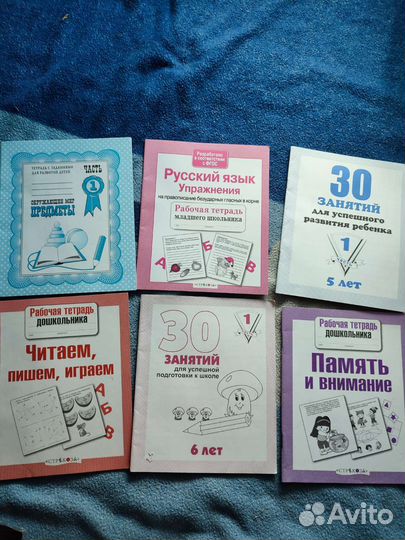 ТЕТРАДЬ С ЗАДАНИЯМИ
ДЛЯ РАЗВИТИЯ ДЕТЕЙ
ЧАСТЬ
1
ОКРУЖАЮЩИЙ МИР
ПРЕДМЕТЫ
Разработано
в соответствии
с ФГОС
Русский язык
Упражнения
на правописание безударных гласных в корне
Рабочая тетрадь
младшего школьника
А
Б
В
30
ЗАНЯТИЙ
для успешного
развития ребенка
1
5 лет
Рабочая тетрадь
ДОШКОЛЬНИКА
Читаем,
пишем, играем
А
Б
В
«СТРЕКОЗА»
30
1
ЗАНЯТИЙ
для успешной
подготовки к школе
6 лет
Рабочая тетрадь
ДОШКОЛЬНИКА
Память
и внимание
«СТРЕКОЗА»
Avito